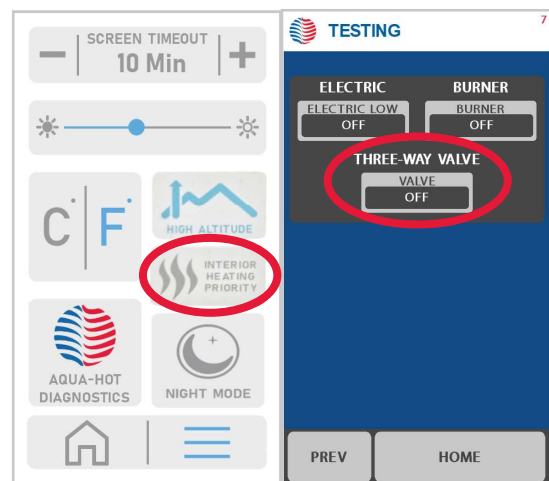 SCREEN TIMEOUT
10 Min
C° F°
HIGH ALTITUDE
INTERIOR
HEATING
PRIORITY
AQUA-HOT
DIAGNOSTICS
NIGHT MODE
TESTING
7
ELECTRIC
BURNER
ELECTRIC LOW
OFF
BURNER
OFF
THREE-WAY VALVE
VALVE
OFF
PREV
HOME